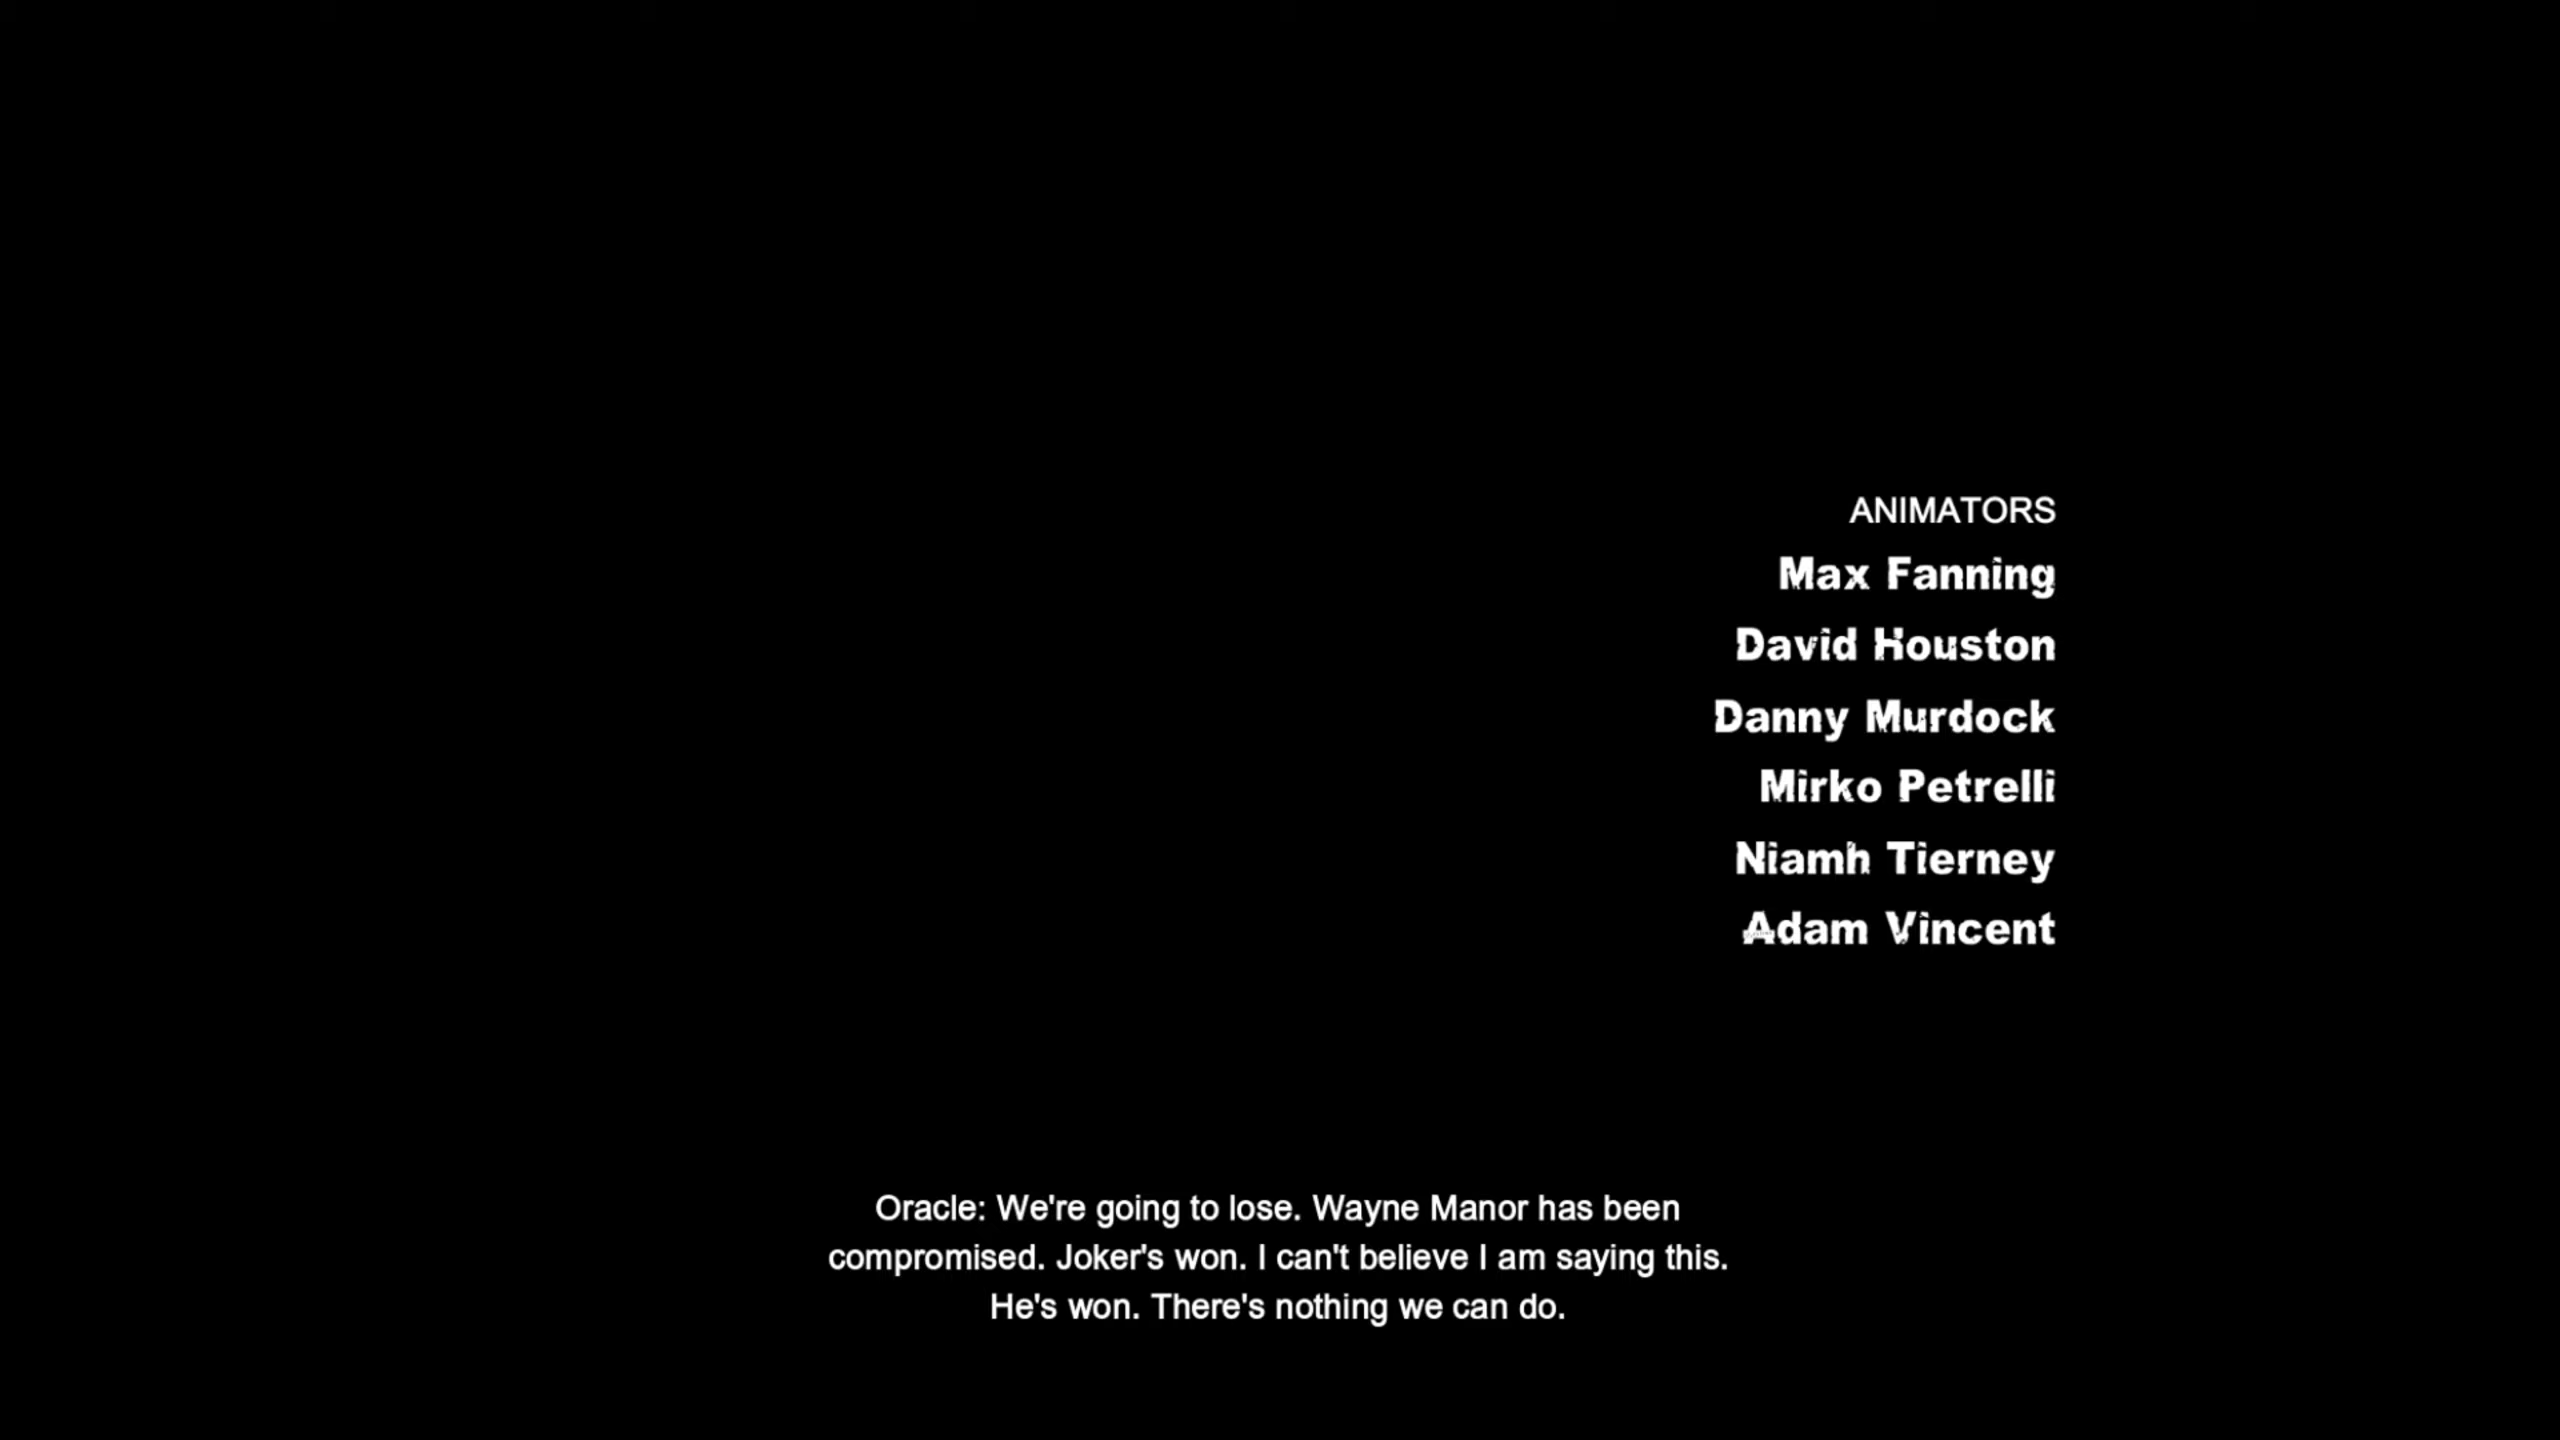 ANIMATORS
Max Fanning
David Houston
Danny Murdock
Mirko Petrelli
Niamh Tierney
Adam Vincent
Oracle: We're going to lose. Wayne Manor has been
compromised. Joker's won. I can't believe I am saying this.
He's won. There's nothing we can do.